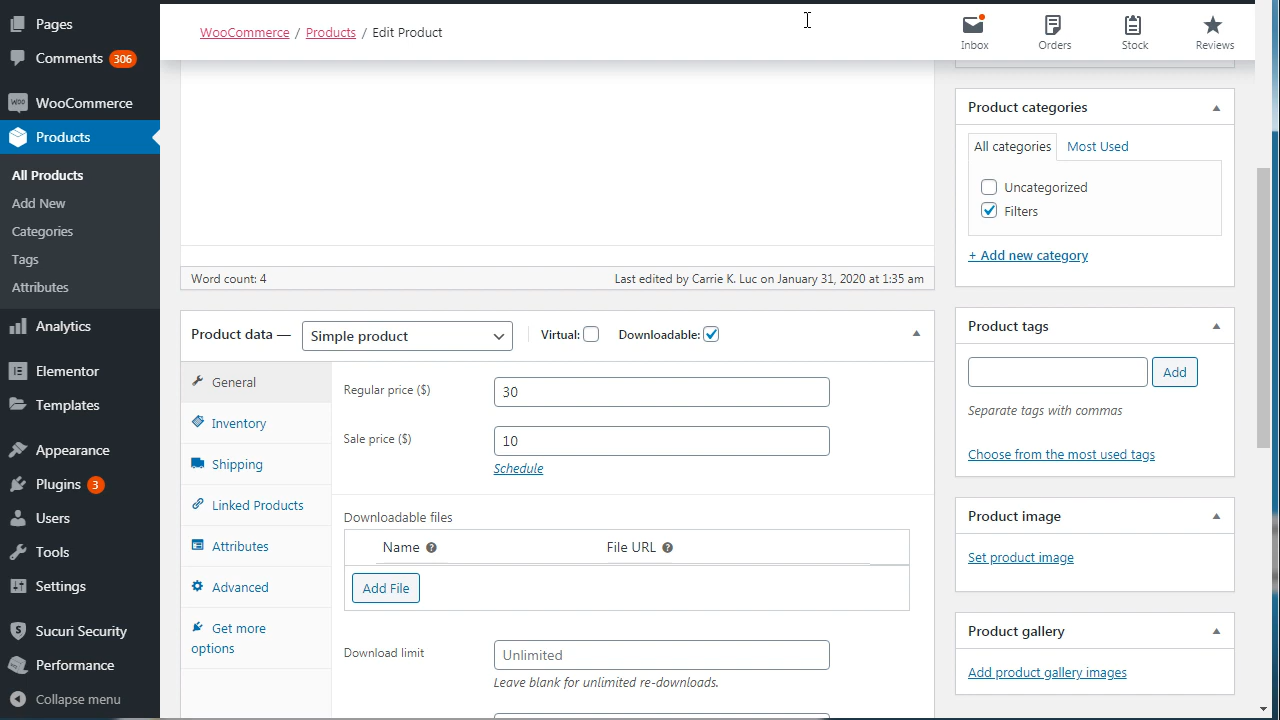 Pages
Comments 306
WOO WooCommerce
Products
All Products
Add New
Categories
Tags
Attributes
Analytics
Elementor
Templates
Appearance
Plugins 3
Users
Tools
Settings
Sucuri Security
Performance
Collapse menu
WooCommerce / Products / Edit Product
Inbox
Orders
Stock
Reviews
Word count: 4
Last edited by Carrie K. Luc on January 31, 2020 at 1:35 am
Product data — Simple product Virtual: Downloadable:
General
Inventory
Shipping
Linked Products
Attributes
Advanced
Get more
options
Regular price ($) 30
Sale price ($) 10
Schedule
Downloadable files
Name ? File URL ?
Add File
Download limit Unlimited
Leave blank for unlimited re-downloads.
Product categories
All categories Most Used
Uncategorized
Filters
+ Add new category
Product tags
Add
Separate tags with commas
Choose from the most used tags
Product image
Set product image
Product gallery
Add product gallery images